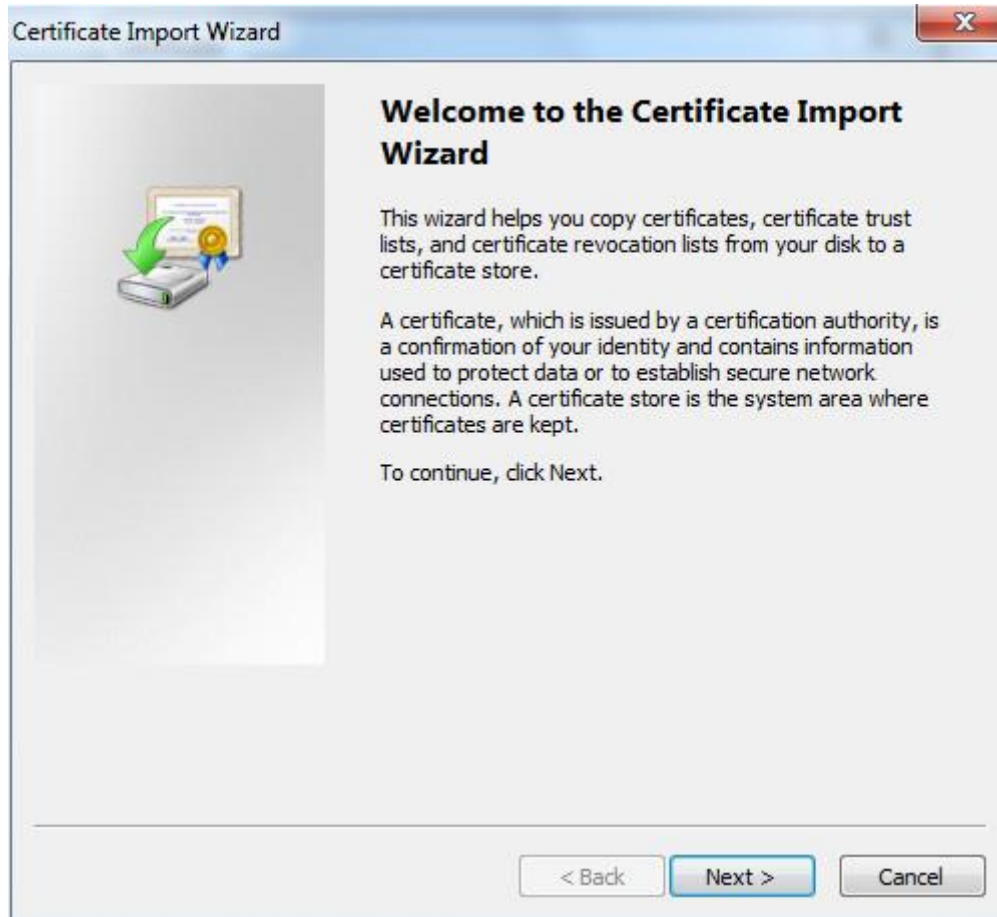 Certificate Import Wizard
Welcome to the Certificate Import
Wizard
This wizard helps you copy certificates, certificate trust
lists, and certificate revocation lists from your disk to a
certificate store.
A certificate, which is issued by a certification authority, is
a confirmation of your identity and contains information
used to protect data or to establish secure network
connections. A certificate store is the system area where
certificates are kept.
To continue, click Next.
< Back Next > Cancel